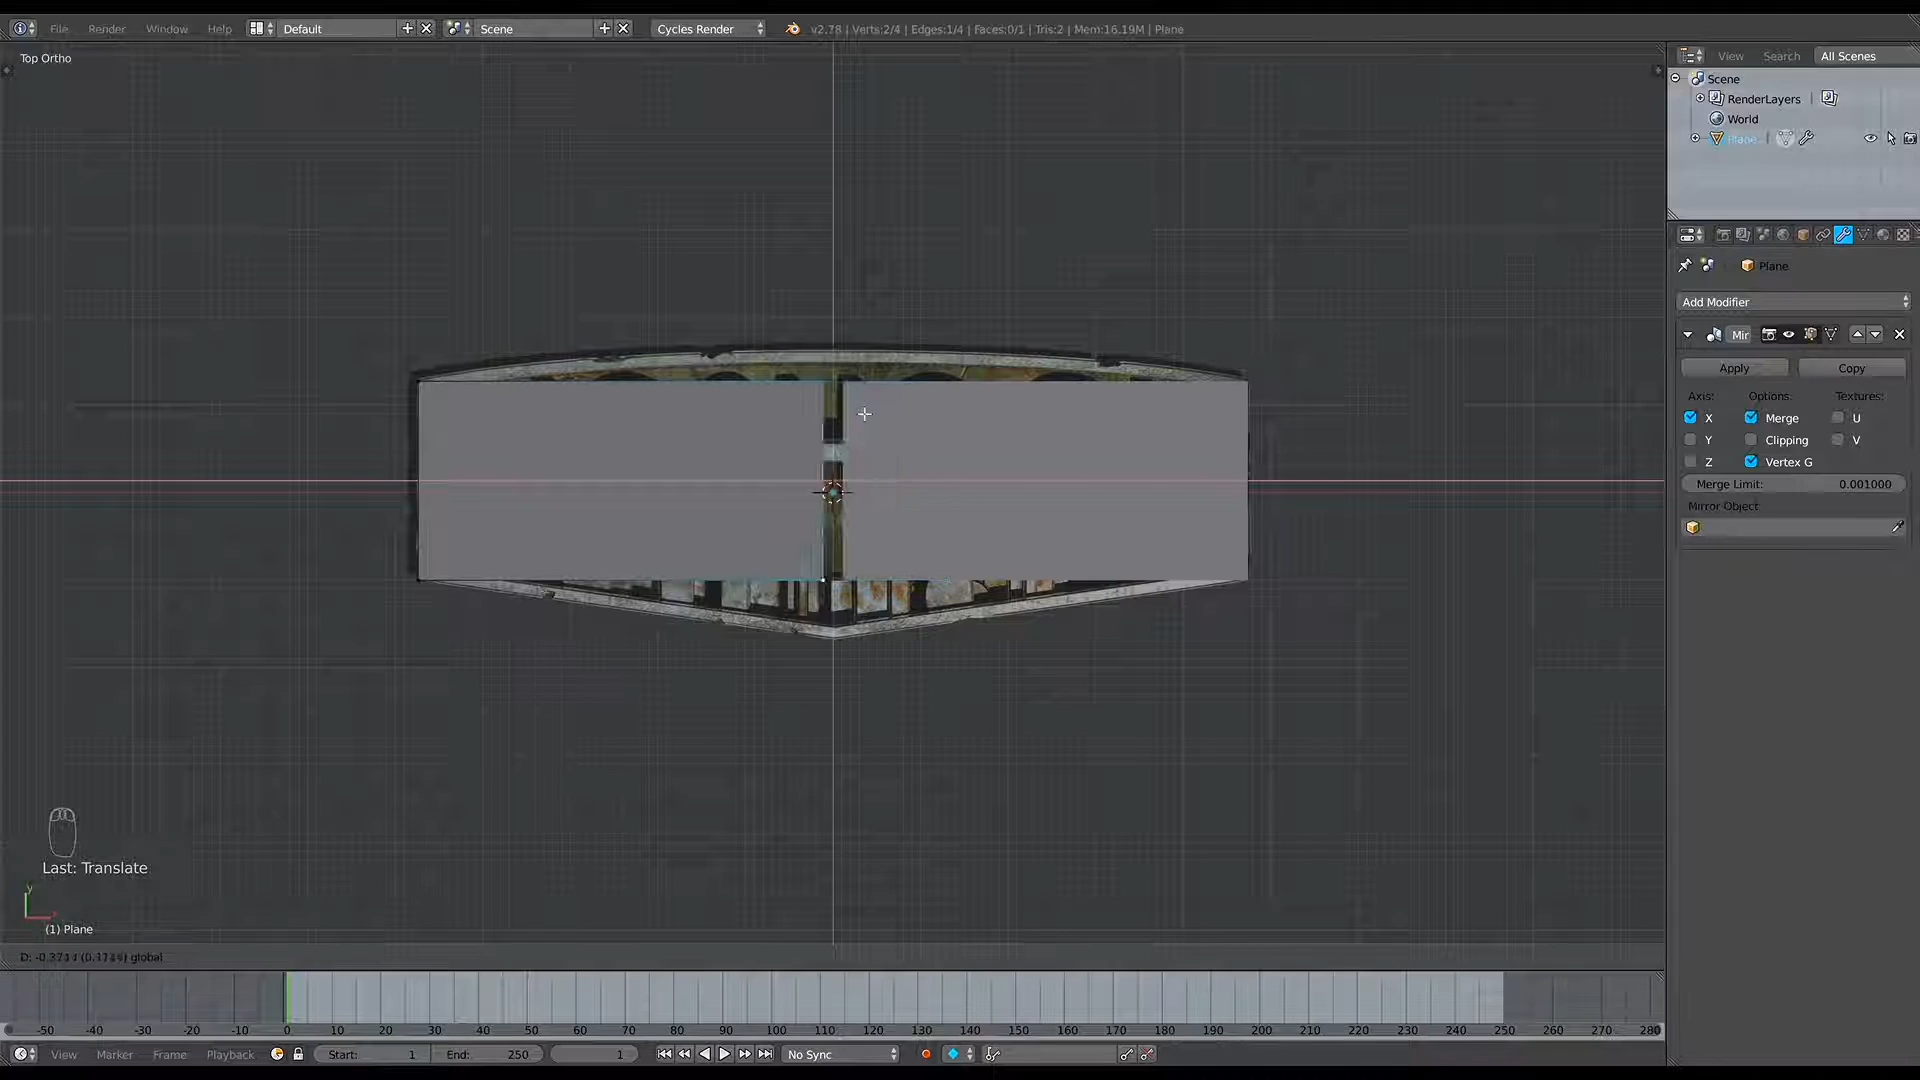 File Render Window Help Default Scene Cycles Render v2.78 | Verts:2/4 | Edges:1/4 | Faces:0/1 | Tris:2 | Mem:16.19M | Plane
Top Ortho
View Search All Scenes
Scene
RenderLayers
World
Plane
Plane
Add Modifier
Mir
Apply Copy
Axis: Options: Textures:
X Merge U
Y Clipping V
Z Vertex G
Merge Limit: 0.001000
Mirror Object:
Last: Translate
y
(1) Plane
global
-50 -40 -30 -20 -10 0 10 20 30 40 50 60 70 80 90 100 110 120 130 140 150 160 170 180 190 200 210 220 230 240 250 260 270 280
View Marker Frame Playback Start: 1 End: 250 1 No Sync